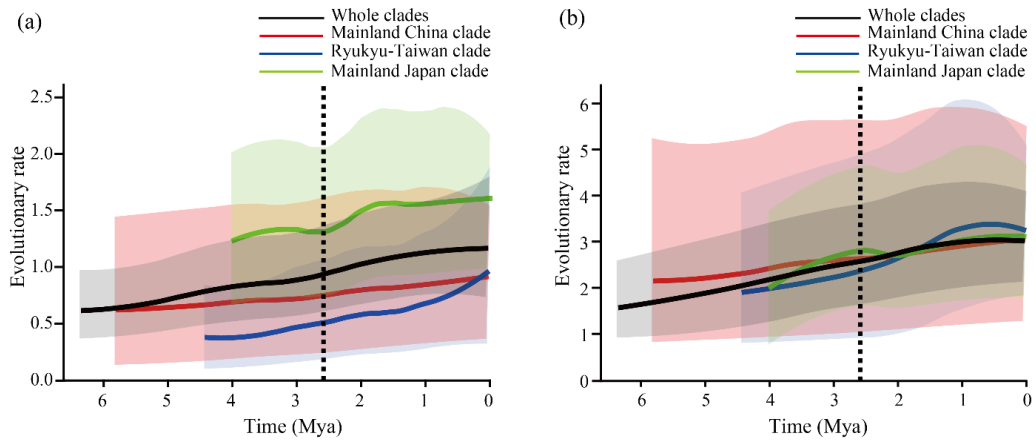 (a)
Whole clades
Mainland China clade
Ryukyu-Taiwan clade
Mainland Japan clade
Evolutionary rate
2.5
2.0
1.5
1.0
0.5
0.0
6 5 4 3 2 1 0
Time (Mya)
(b)
Whole clades
Mainland China clade
Ryukyu-Taiwan clade
Mainland Japan clade
Evolutionary rate
6
5
4
3
2
1
0
6 5 4 3 2 1 0
Time (Mya)